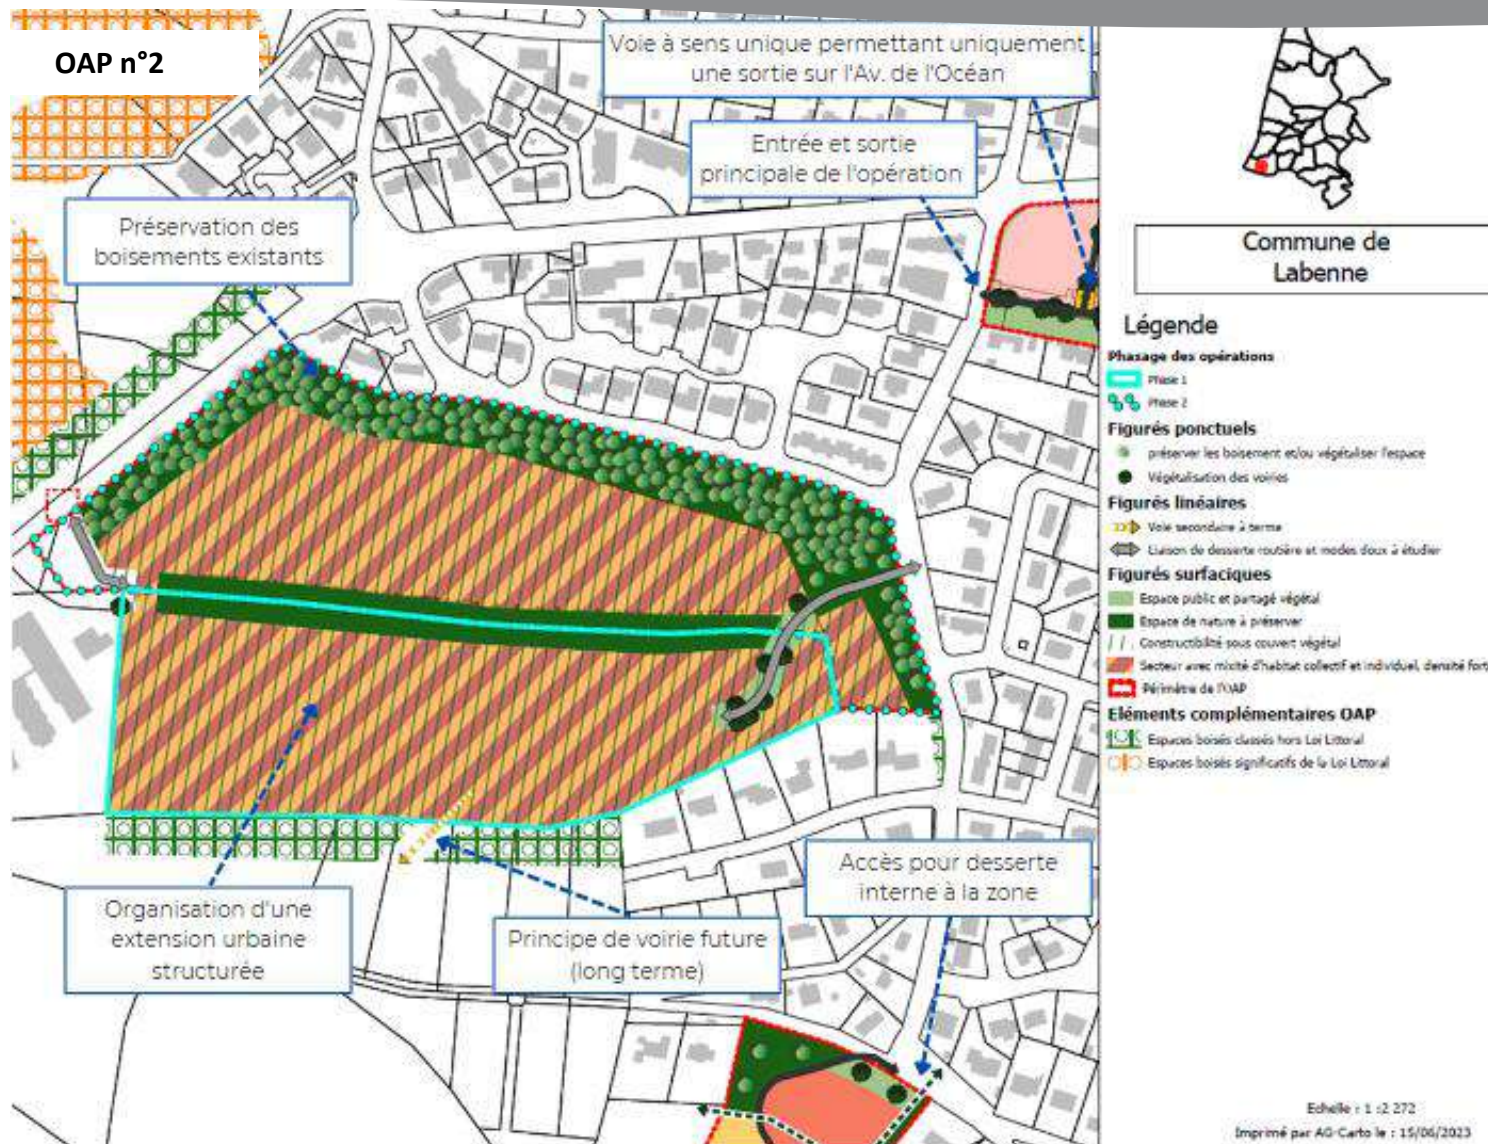 OAP n°2
Voie à sens unique permettant uniquement
une sortie sur l'Av. de l'Océan
Entrée et sortie
principale de l'opération
Préservation des
boisements existants
Organisation d'une
extension urbaine
structurée
Principe de voirie future
(long terme)
Accès pour desserte
interne à la zone
Commune de
Labenne
Légende
Phasage des opérations
Phase 1
Phase 2
Figurés ponctuels
préserver les boisement et/ou végétaliser l'espace
Végétalisation des voiries
Figurés linéaires
Voie secondaire à terme
Liaison de desserte routière et modes doux à étudier
Figurés surfaciques
Espace public et partagé végétal
Espace de nature à préserver
Constructibilité sous couvert végétal
Secteur avec mixité d'habitat collectif et individuel, densité fort
Périmètre de l'OAP
Eléments complémentaires OAP
Espaces boisés classés hors Loi Littoral
Espaces boisés significatifs de la Loi Littoral
Echelle : 1 :2 272
Imprimé par AG-Carto le : 15/06/2023